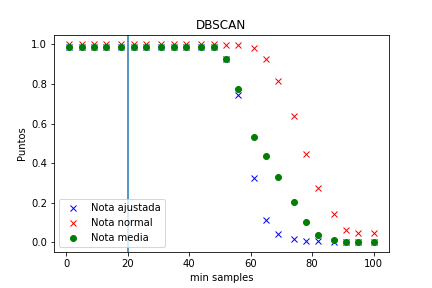 DBSCAN
1.0
0.8
0.6
0.4
0.2
0.0
Puntos
Nota ajustada
Nota normal
Nota media
0 20 40 60 80 100
min samples